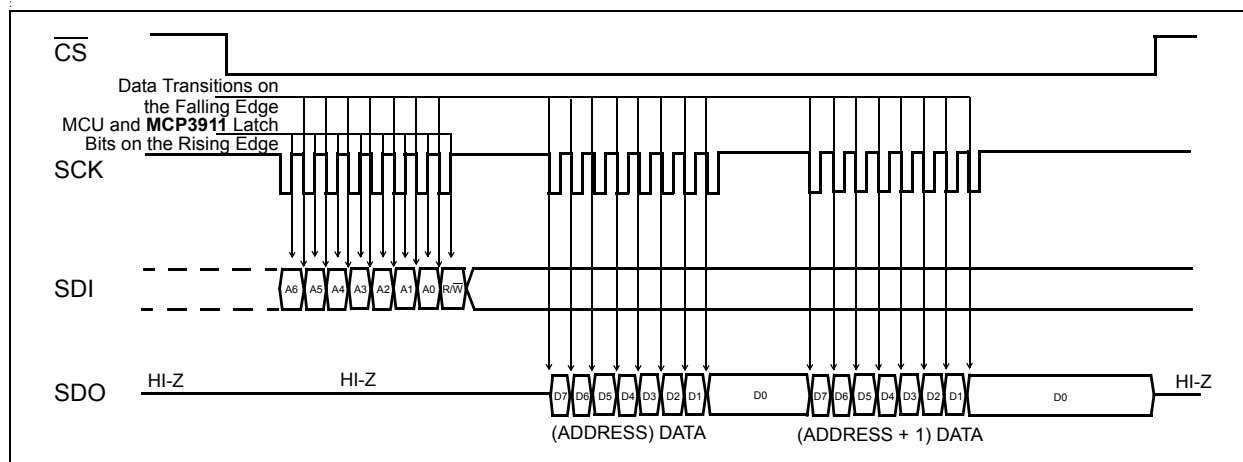 CS
Data Transitions on
the Falling Edge
MCU and MCP3911 Latch
Bits on the Rising Edge
SCK
SDI
A6 A5 A4 A3 A2 A1 A0 R/W
SDO
HI-Z HI-Z HI-Z
D7 D6 D5 D4 D3 D2 D1 D0 D7 D6 D5 D4 D3 D2 D1 D0
(ADDRESS) DATA (ADDRESS + 1) DATA